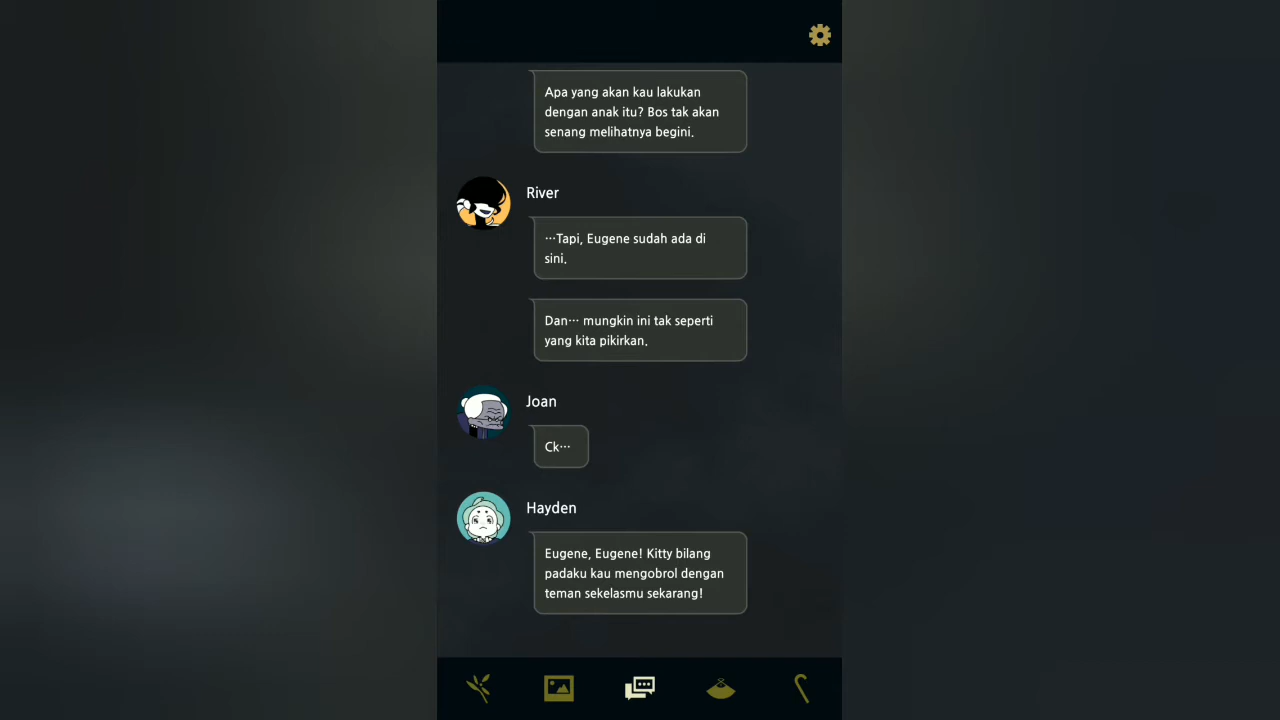 Apa yang akan kau lakukan
dengan anak itu? Bos tak akan
senang melihatnya begini.
River
…Tapi, Eugene sudah ada di
sini.
Dan… mungkin ini tak seperti
yang kita pikirkan.
Joan
Ck…
Hayden
Eugene, Eugene! Kitty bilang
padaku kau mengobrol dengan
teman sekelasmu sekarang!